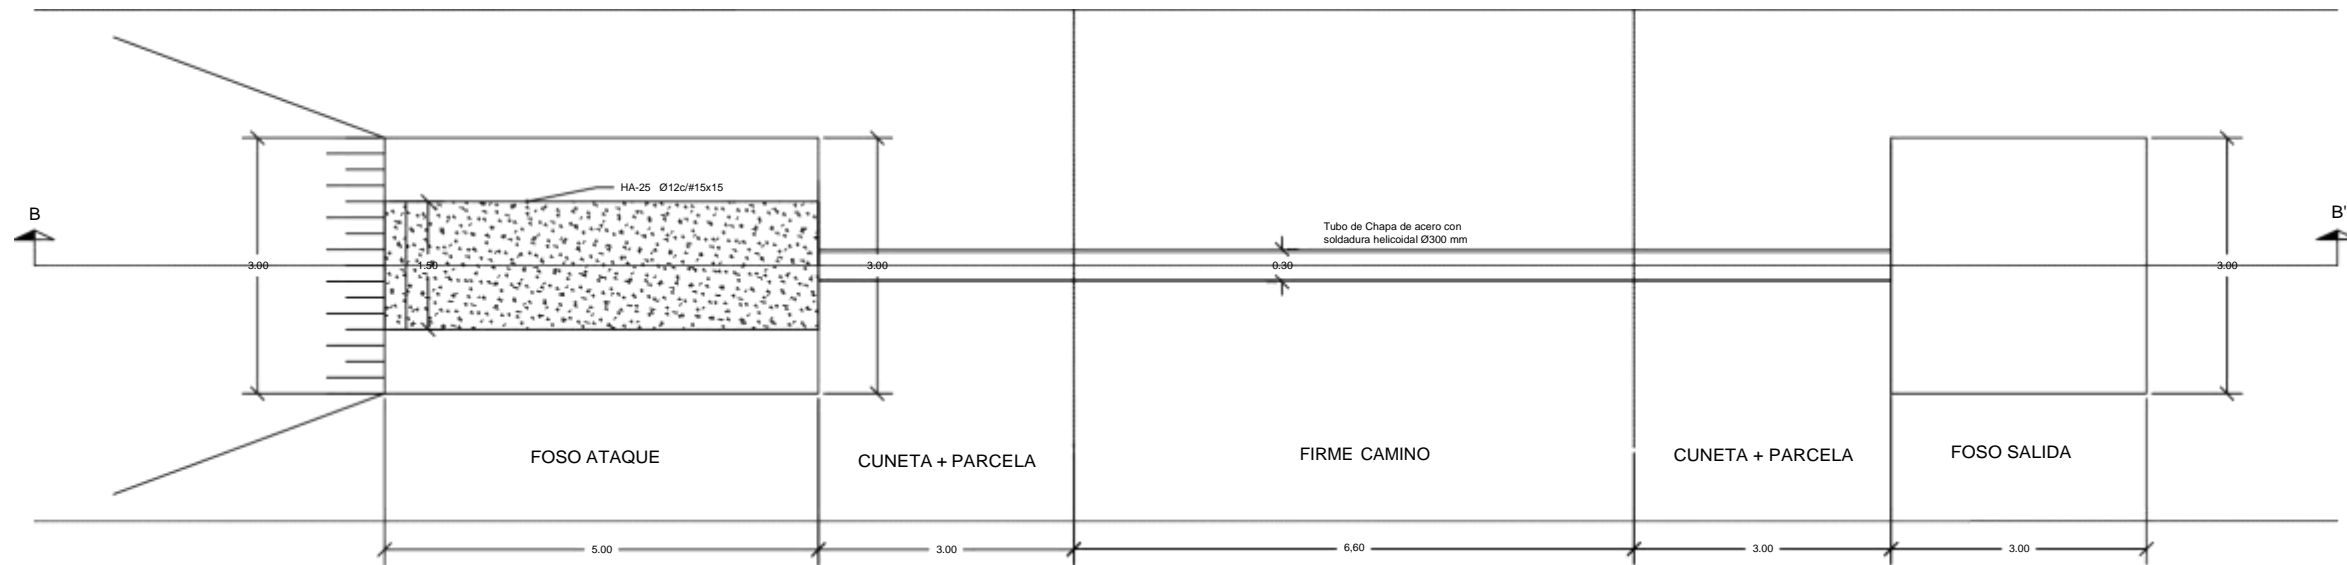 HA-25 Ø12c/#15x15
B
B'
Tubo de Chapa de acero con
soldadura helicoidal Ø300 mm
3.00
1.50
3.00
0.30
3.00
FOSO ATAQUE
CUNETA + PARCELA
FIRME CAMINO
CUNETA + PARCELA
FOSO SALIDA
5.00
3.00
6,60
3.00
3.00